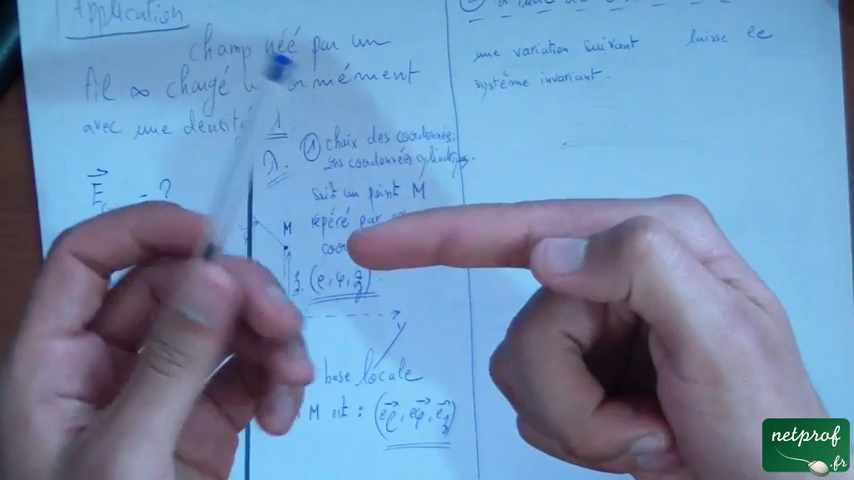 Application
champ créé par un
fil ∞ chargé uniformément
avec une densité λ.
E = ?
λ.
① choix des coordonnées.
Les coordonnées cylindriques.
soit un point M
répéré par
M
(ρ, φ, z).
y
base locale
M est : (eρ, eφ, ez)
une variation suivant laisse le
système invariant.
netprof
.fr